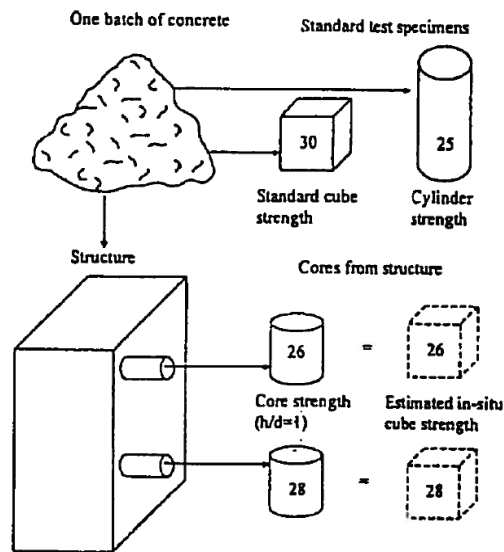 One batch of concrete
Standard test specimens
30
25
Standard cube
strength
Cylinder
strength
Structure
Cores from structure
26
=
26
Core strength
(h/d=1)
Estimated in-situ
cube strength
28
=
28